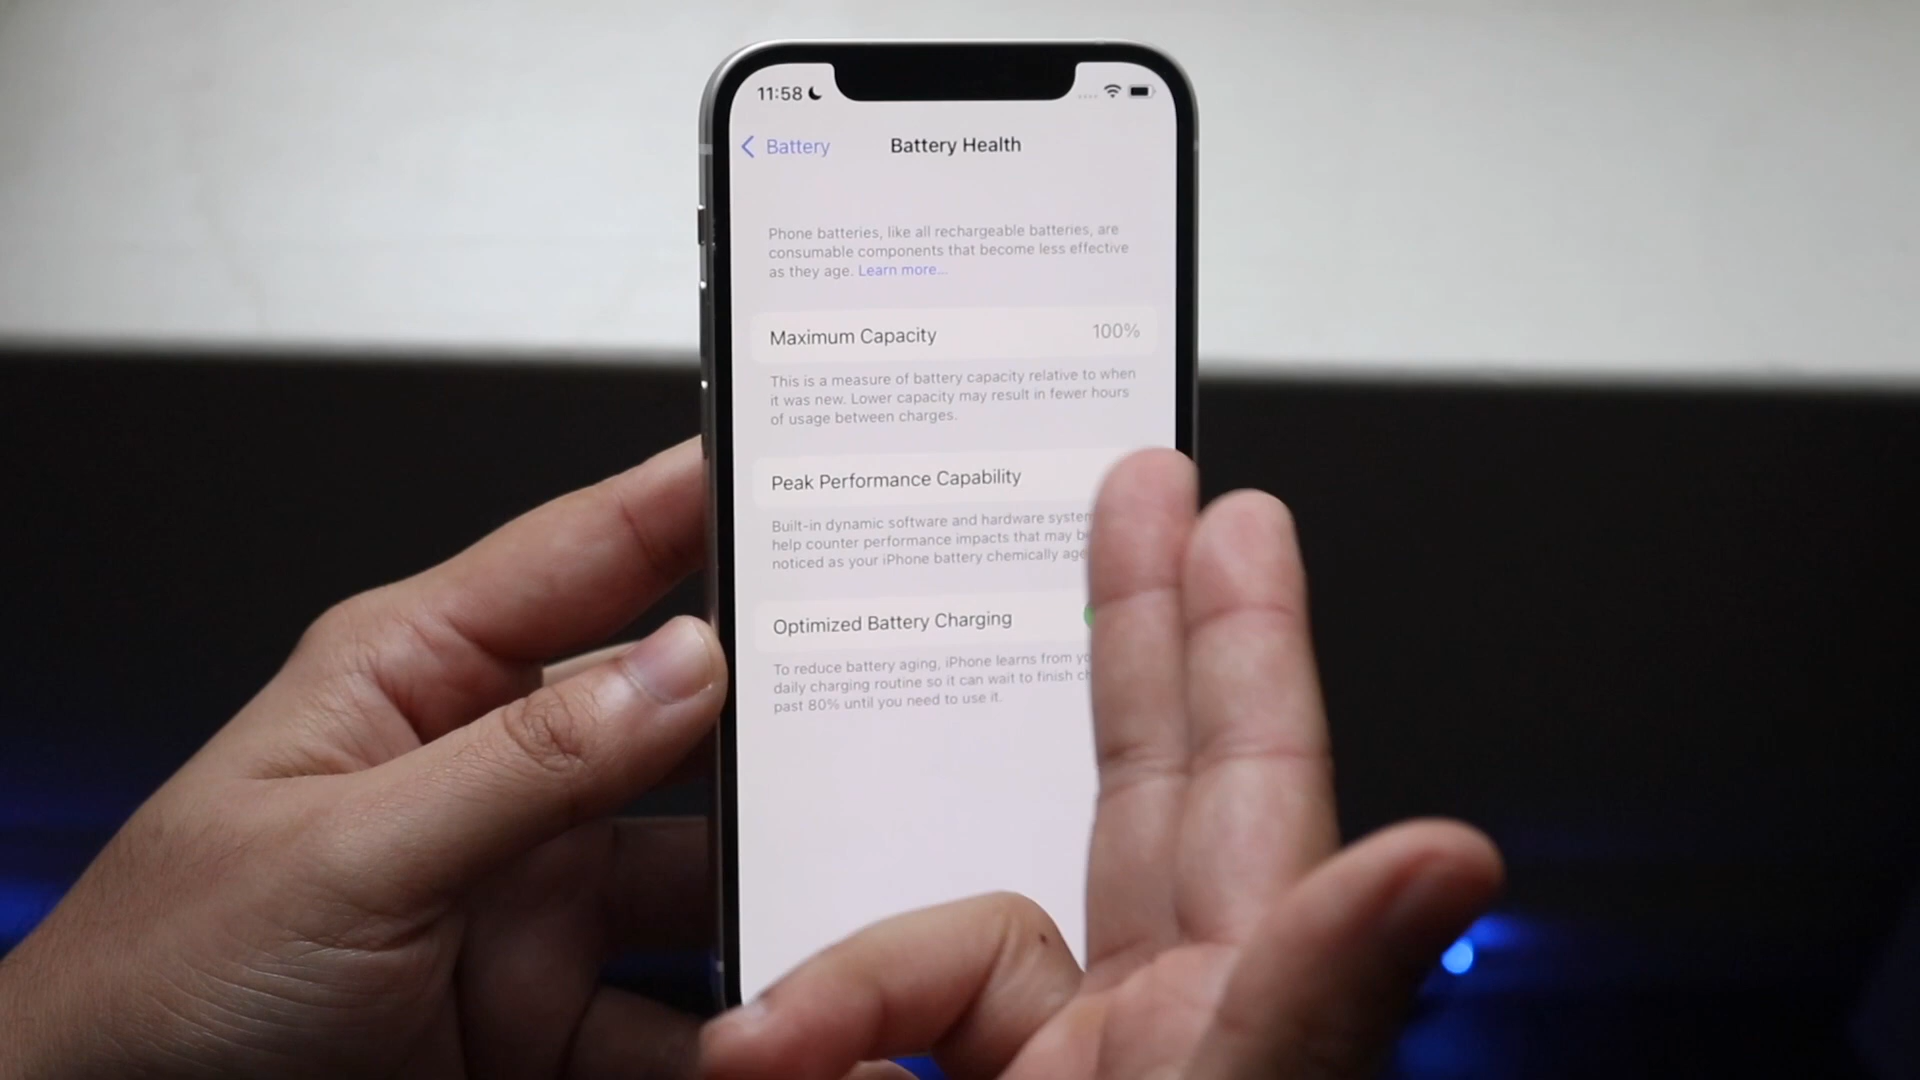 11:58
Battery
Battery Health
Phone batteries, like all rechargeable batteries, are
consumable components that become less effective
as they age. Learn more...
Maximum Capacity 100%
This is a measure of battery capacity relative to when
it was new. Lower capacity may result in fewer hours
of usage between charges.
Peak Performance Capability
Built-in dynamic software and hardware system
help counter performance impacts that may b
noticed as your iPhone battery chemically age
Optimized Battery Charging
To reduce battery aging, iPhone learns from yo
daily charging routine so it can wait to finish ch
past 80% until you need to use it.